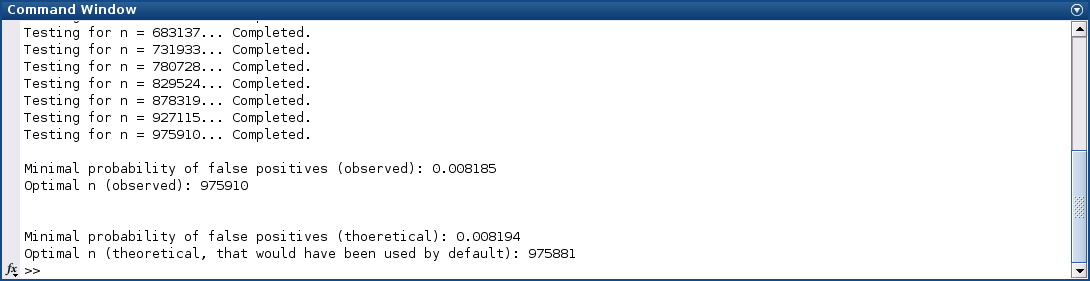 Command Window
Testing for n = 683137... Completed.
Testing for n = 731933... Completed.
Testing for n = 780728... Completed.
Testing for n = 829524... Completed.
Testing for n = 878319... Completed.
Testing for n = 927115... Completed.
Testing for n = 975910... Completed.
Minimal probability of false positives (observed): 0.008185
Optimal n (observed): 975910
Minimal probability of false positives (thoeretical): 0.008194
Optimal n (theoretical, that would have been used by default): 975881
fx >>